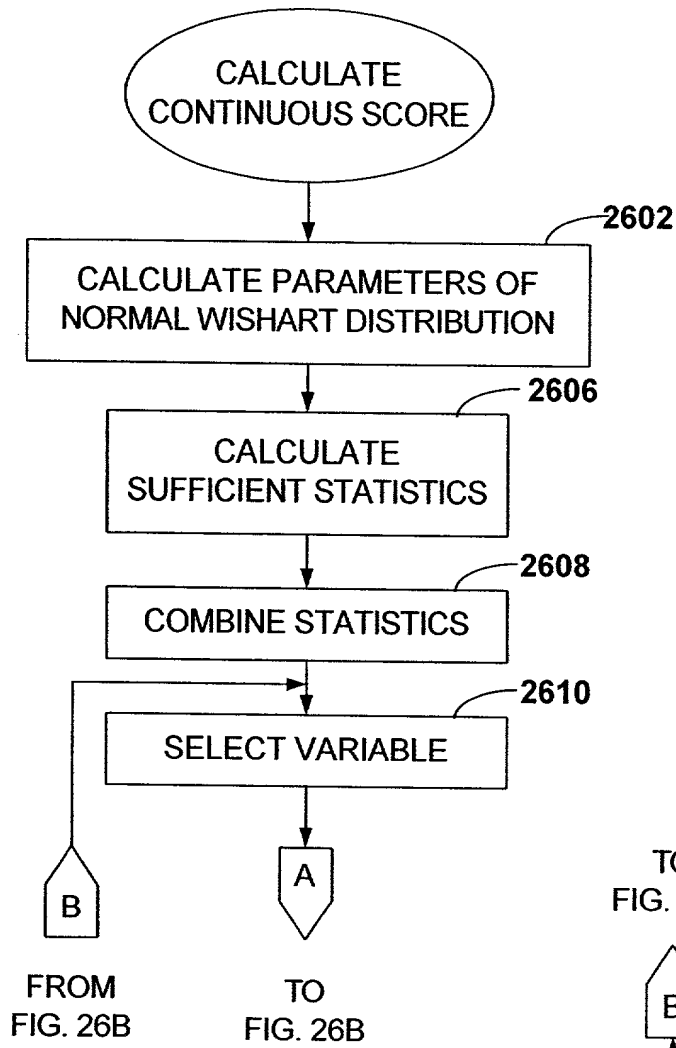 CALCULATE
CONTINUOUS SCORE
2602
CALCULATE PARAMETERS OF
NORMAL WISHART DISTRIBUTION
2606
CALCULATE
SUFFICIENT STATISTICS
2608
COMBINE STATISTICS
2610
SELECT VARIABLE
B
A
FROM
FIG. 26B
TO
FIG. 26B
FIG.